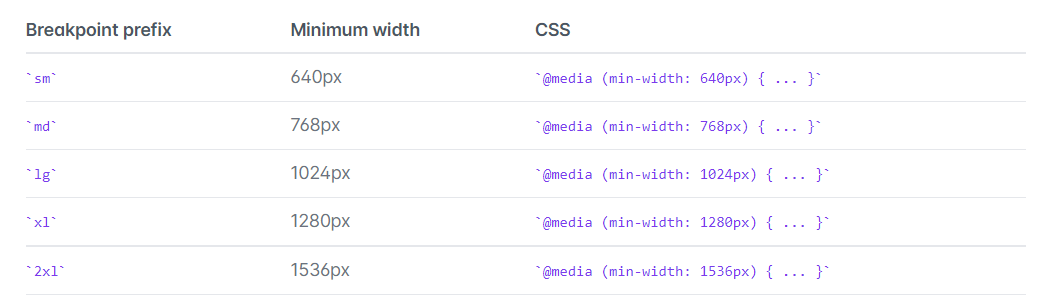 Breakpoint prefix Minimum width CSS
`sm` 640px `@media (min-width: 640px) { ... }`
`md` 768px `@media (min-width: 768px) { ... }`
`lg` 1024px `@media (min-width: 1024px) { ... }`
`xl` 1280px `@media (min-width: 1280px) { ... }`
`2xl` 1536px `@media (min-width: 1536px) { ... }`